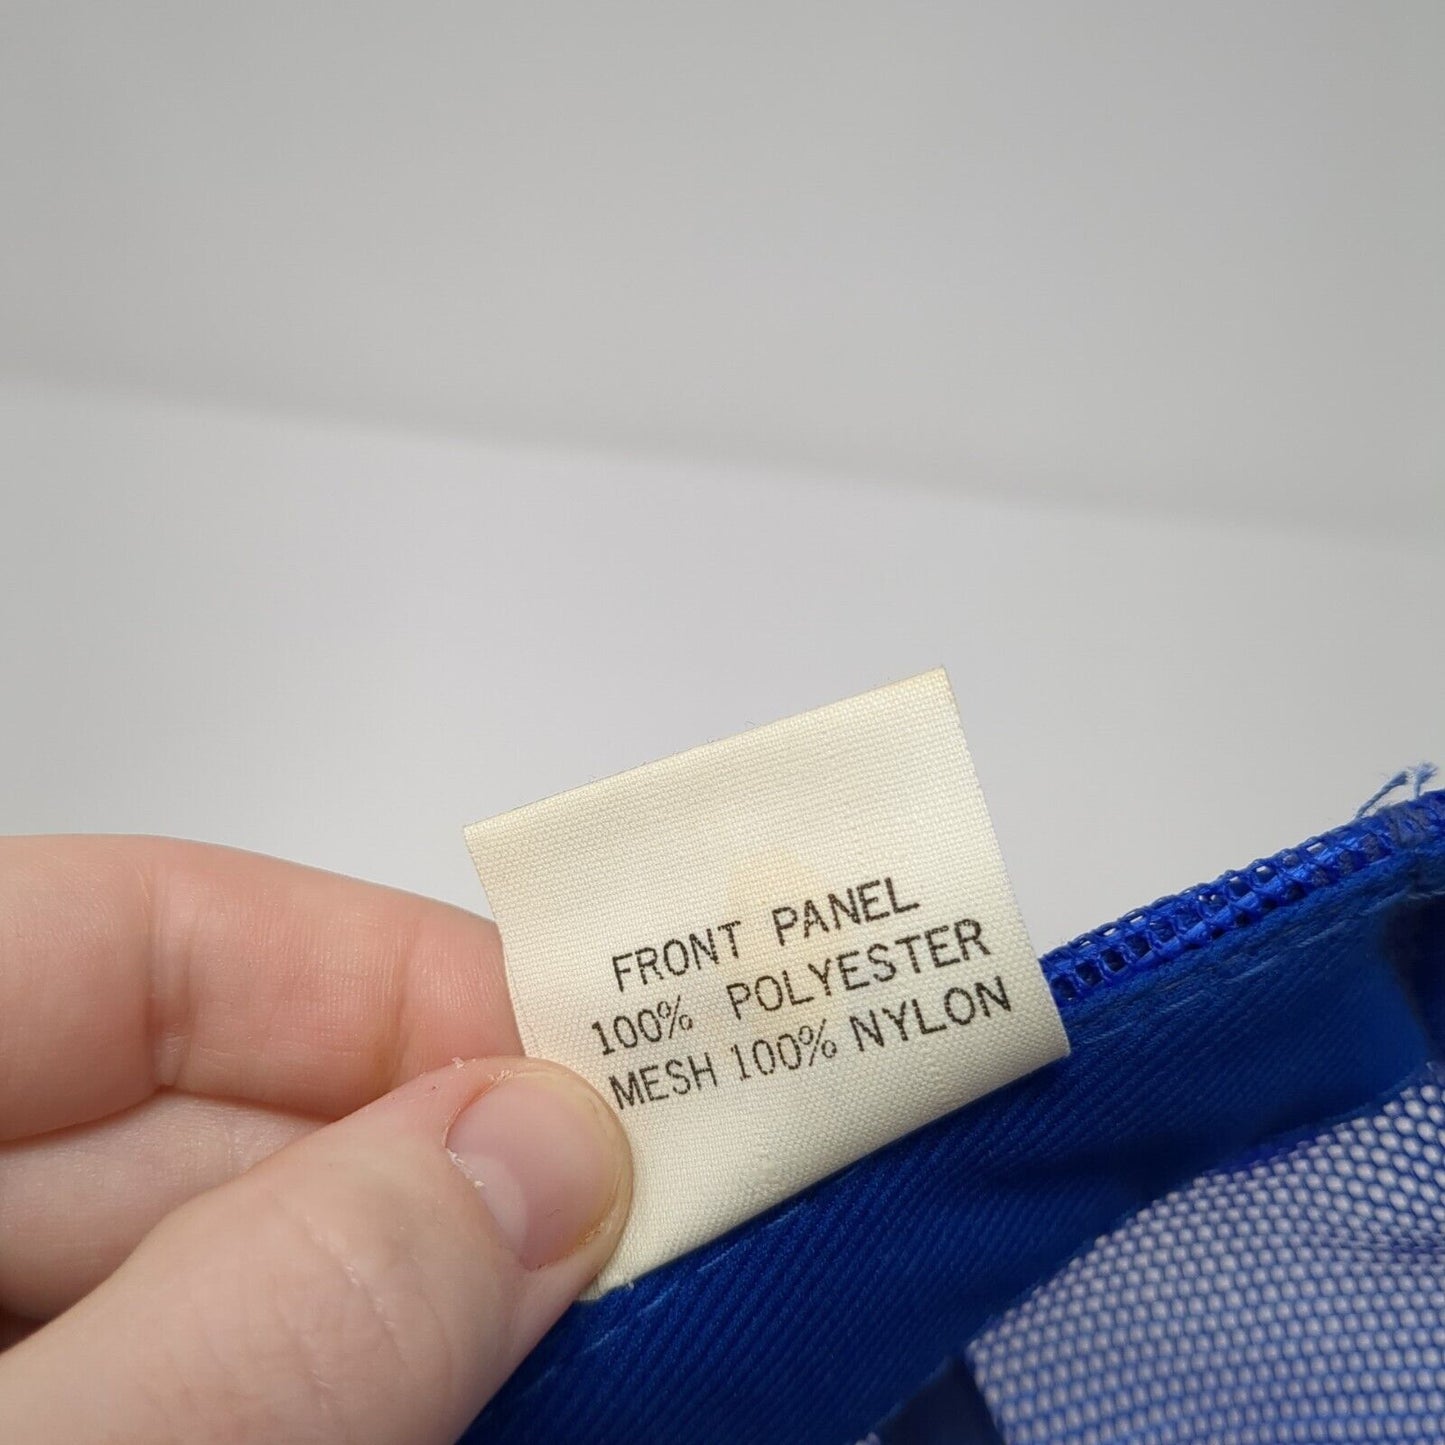 FRONT PANEL
100% POLYESTER
MESH 100% NYLON